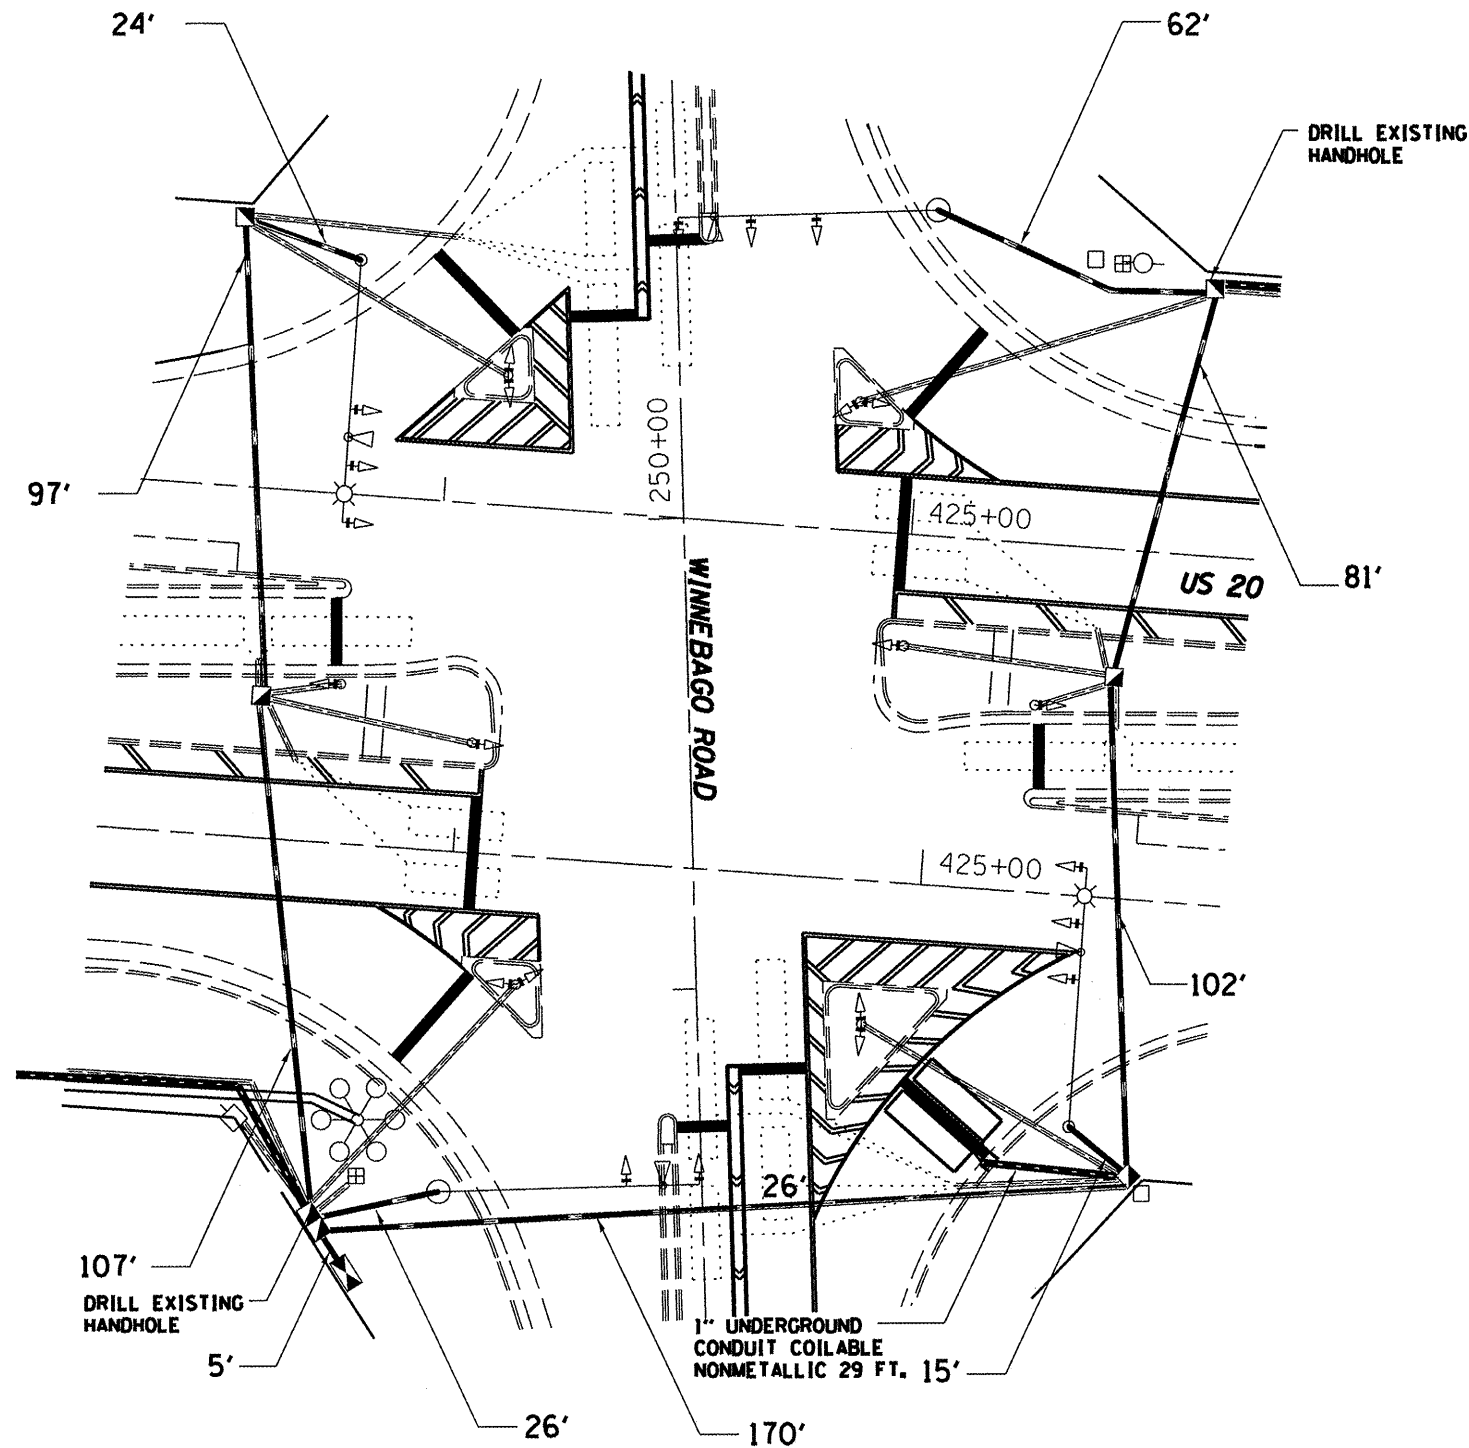 24'
62'
DRILL EXISTING
HANDHOLE
250+00
97'
425+00
81'
US 20
WINNEBAGO ROAD
425+00
102'
26'
107'
DRILL EXISTING
HANDHOLE
1" UNDERGROUND
CONDUIT COILABLE
NONMETALLIC 29 FT.
15'
5'
26'
170'